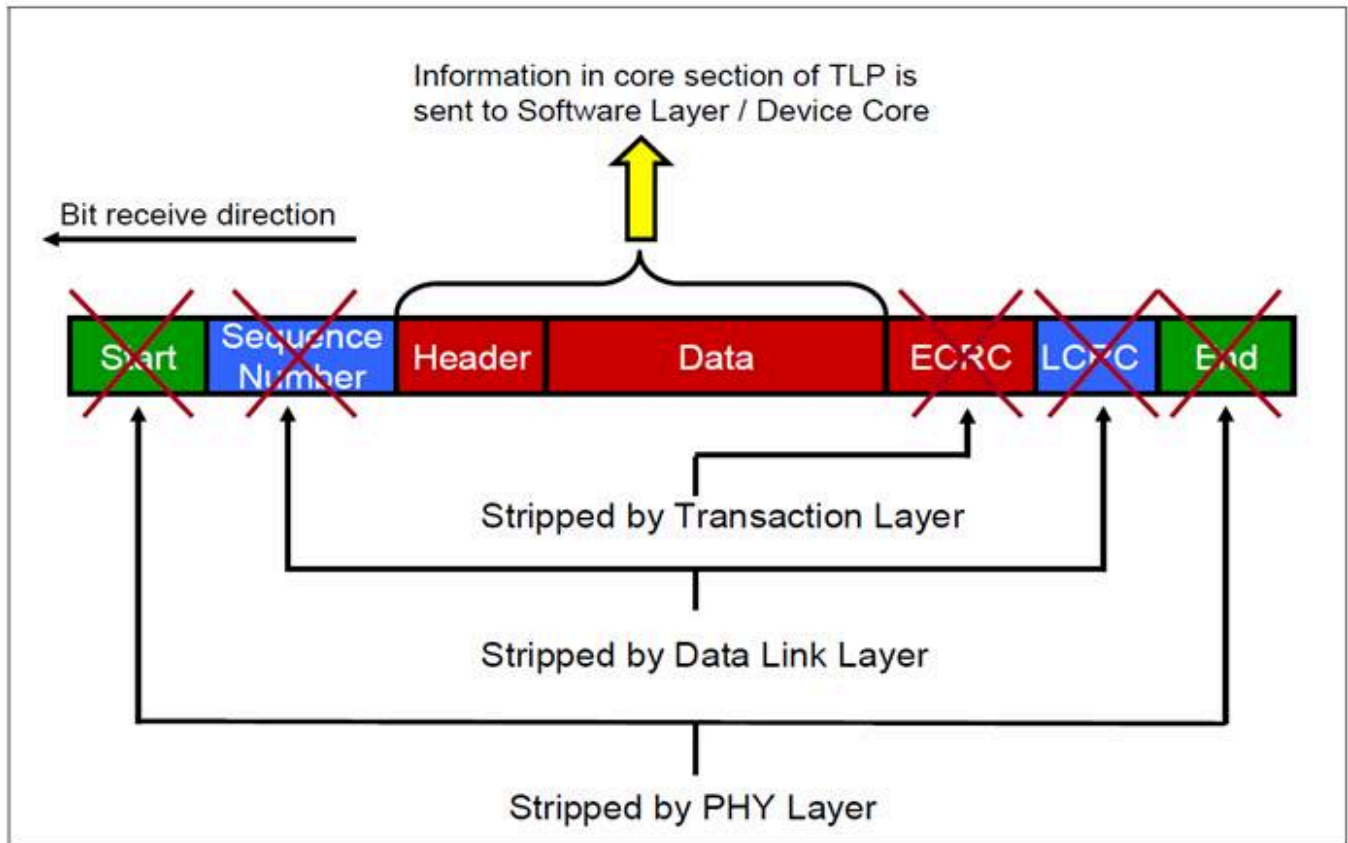 Information in core section of TLP is
sent to Software Layer / Device Core
Bit receive direction
Start
Sequence
Number
Header
Data
ECRC
LCRC
End
Stripped by Transaction Layer
Stripped by Data Link Layer
Stripped by PHY Layer